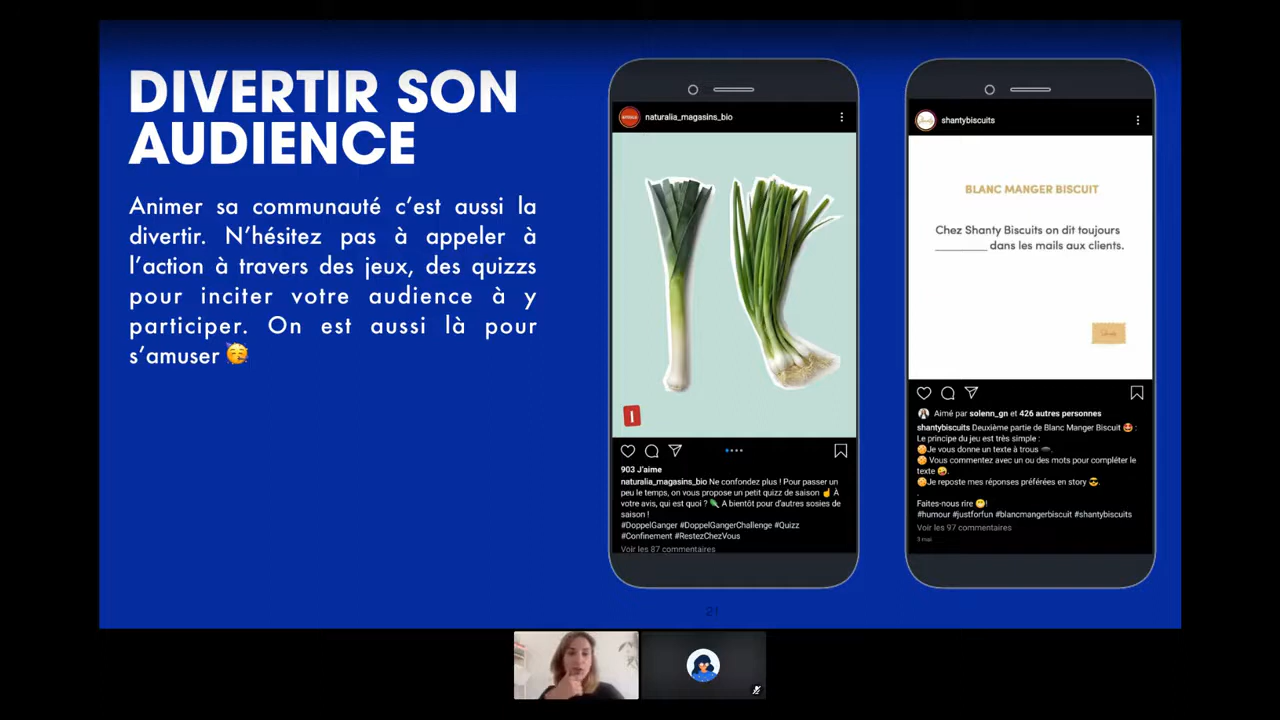 DIVERTIR SON
AUDIENCE
Animer sa communauté c’est aussi la
divertir. N’hésitez pas à appeler à
l’action à travers des jeux, des quizzs
pour inciter votre audience à y
participer. On est aussi là pour
s’amuser 🥳
naturalia_magasins_bio
903 J’aime
naturalia_magasins_bio Ne confondez plus ! Pour passer un
peu le temps, on vous propose un petit quizz de saison ☝ À
votre avis, qui est quoi ? 🌶 A bientôt pour d’autres sosies de
saison !
#DoppelGanger #DoppelGangerChallenge #Quizz
#Confinement #RestezChezVous
Voir les 87 commentaires
shantybiscuits
BLANC MANGER BISCUIT
Chez Shanty Biscuits on dit toujours
________ dans les mails aux clients.
Aimé par solenn_gn et 426 autres personnes
shantybiscuits Deuxième partie de Blanc Manger Biscuit 🤩 :
Le principe du jeu est très simple :
🍪Je vous donne un texte à trous 🕳.
🍪 Vous commentez avec un ou des mots pour compléter le
texte 🤪.
🍪Je reposte mes réponses préférées en story 😎.
.
Faites-nous rire 😁!
#humour #justforfun #blancmangerbiscuit #shantybiscuits
Voir les 97 commentaires
3 mai
21